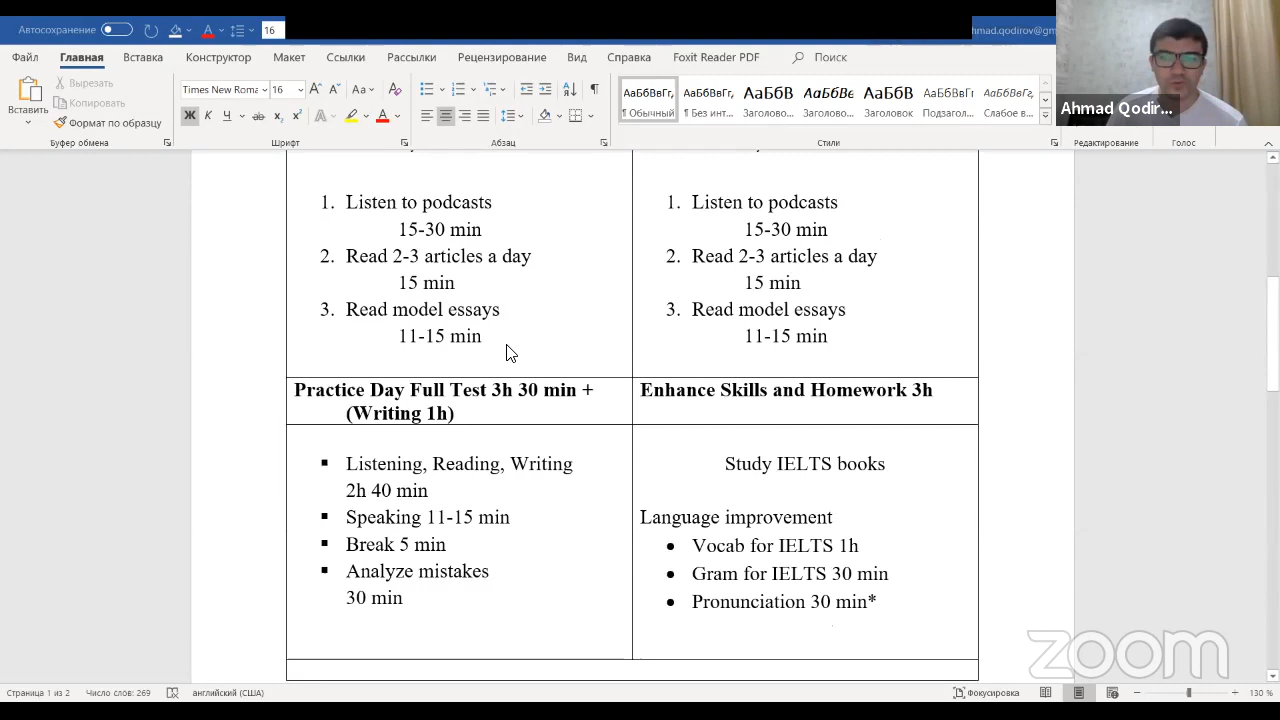 Автосохранение
16
hmad.qodirov@gm
Файл Главная Вставка Конструктор Макет Ссылки Рассылки Рецензирование Вид Справка Foxit Reader PDF Поиск
Вставить
Вырезать
Копировать
Формат по образцу
Буфер обмена
Times New Roma 16
Ж К Ч
Шрифт
Абзац
АаБбВвГг, АаБбВвГг, АаБбВ АаБбВв АаБбВ АаБбВвГг АаБбВвГг,
¶ Обычный ¶ Без инт... Заголово... Заголово... Заголовок Подзагол... Слабое в...
Стили
Редактирование
Голос
Ahmad Qodir...
1. Listen to podcasts
15-30 min
2. Read 2-3 articles a day
15 min
3. Read model essays
11-15 min
1. Listen to podcasts
15-30 min
2. Read 2-3 articles a day
15 min
3. Read model essays
11-15 min
Practice Day Full Test 3h 30 min +
(Writing 1h)
Enhance Skills and Homework 3h
Listening, Reading, Writing
2h 40 min
Speaking 11-15 min
Break 5 min
Analyze mistakes
30 min
Study IELTS books
Language improvement
Vocab for IELTS 1h
Gram for IELTS 30 min
Pronunciation 30 min*
zoom
Страница 1 из 2 Число слов: 269 английский (США)
Фокусировка
130 %